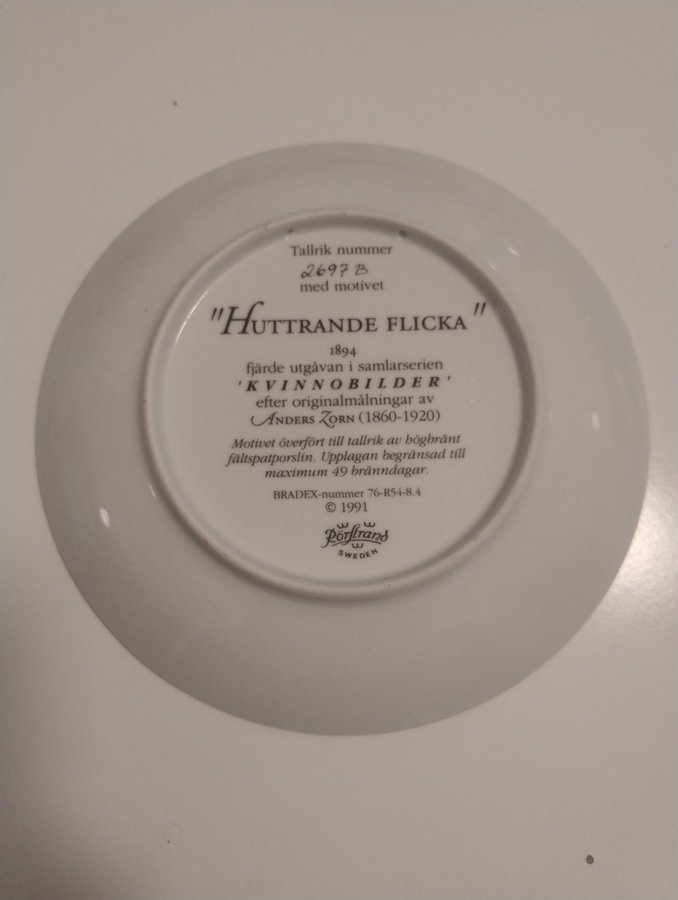 Tallrik nummer
2697 B
med motivet
"HUTTRANDE FLICKA"
1894
fjärde utgåvan i samlarserien
'KVINNOBILDER'
efter originalmålningar av
ANDERS ZORN (1860-1920)
Motivet överfört till tallrik av högbränt
fältspatporslin. Upplagan begränsad till
maximum 49 bränndagar.
BRADEX-nummer 76-R54-8.4
© 1991
Rörstrand
SWEDEN